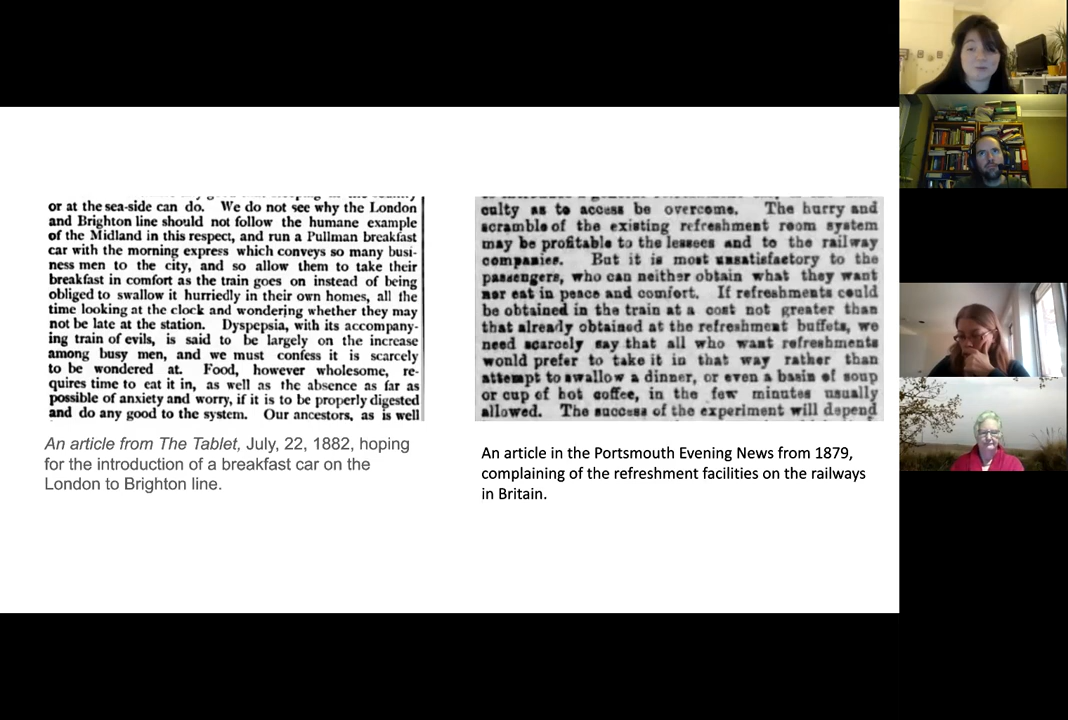 or at the sea-side can do. We do not see why the London
and Brighton line should not follow the humane example
of the Midland in this respect, and run a Pullman breakfast
car with the morning express which conveys so many busi-
ness men to the city, and so allow them to take their
breakfast in comfort as the train goes on instead of being
obliged to swallow it hurriedly in their own homes, all the
time looking at the clock and wondering whether they may
not be late at the station. Dyspepsia, with its accompany-
ing train of evils, is said to be largely on the increase
among busy men, and we must confess it is scarcely
to be wondered at. Food, however wholesome, re-
quires time to eat it in, as well as the absence as far as
possible of anxiety and worry, if it is to be properly digested
and do any good to the system. Our ancestors, as is well
An article from The Tablet, July, 22, 1882, hoping
for the introduction of a breakfast car on the
London to Brighton line.
culty as to access be overcome. The hurry and
scramble of the existing refreshment room system
may be profitable to the lessees and to the railway
companies. But it is most unsatisfactory to the
passengers, who can neither obtain what they want
nor eat in peace and comfort. If refreshments could
be obtained in the train at a cost not greater than
that already obtained at the refreshment buffets, we
need scarcely say that all who want refreshments
would prefer to take it in that way rather than
attempt to swallow a dinner, or even a basin of soup
or cup of hot coffee, in the few minutes usually
allowed. The success of the experiment will depend
An article in the Portsmouth Evening News from 1879,
complaining of the refreshment facilities on the railways
in Britain.